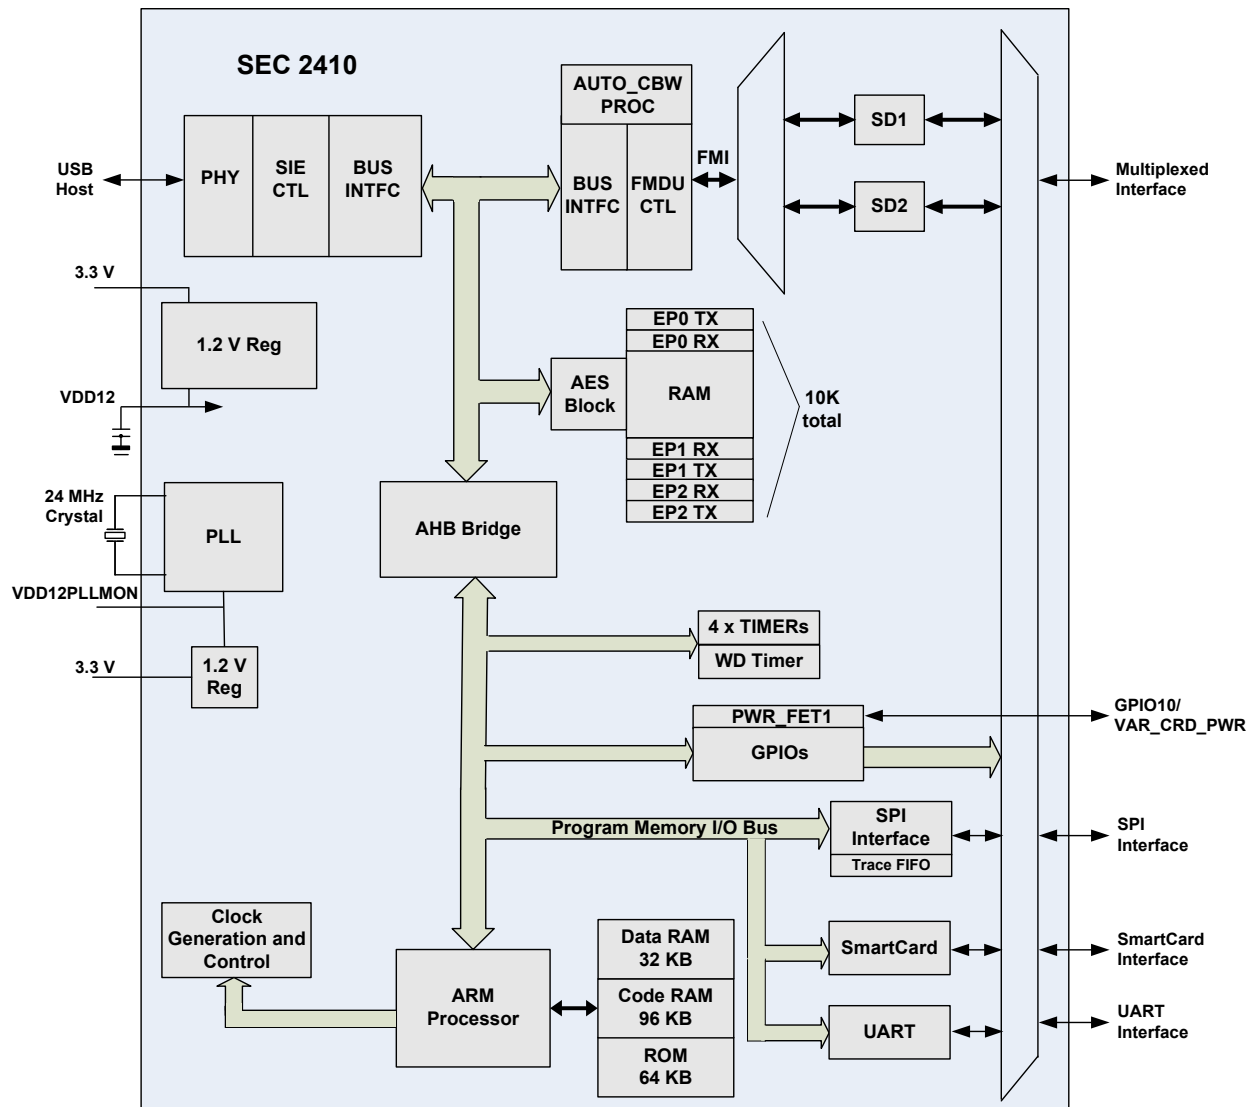 SEC 2410
AUTO_CBW
PROC
USB
Host
PHY
SIE
CTL
BUS
INTFC
BUS
INTFC
FMDU
CTL
FMI
SD1
SD2
Multiplexed
Interface
3.3 V
1.2 V Reg
VDD12
EP0 TX
EP0 RX
AES
Block
RAM
10K
total
EP1 RX
EP1 TX
EP2 RX
EP2 TX
24 MHz
Crystal
PLL
AHB Bridge
VDD12PLLMON
3.3 V
1.2 V
Reg
4 x TIMERs
WD Timer
PWR_FET1
GPIOs
GPIO10/
VAR_CRD_PWR
Program Memory I/O Bus
SPI
Interface
Trace FIFO
SPI
Interface
Clock
Generation and
Control
ARM
Processor
Data RAM
32 KB
Code RAM
96 KB
ROM
64 KB
SmartCard
SmartCard
Interface
UART
UART
Interface